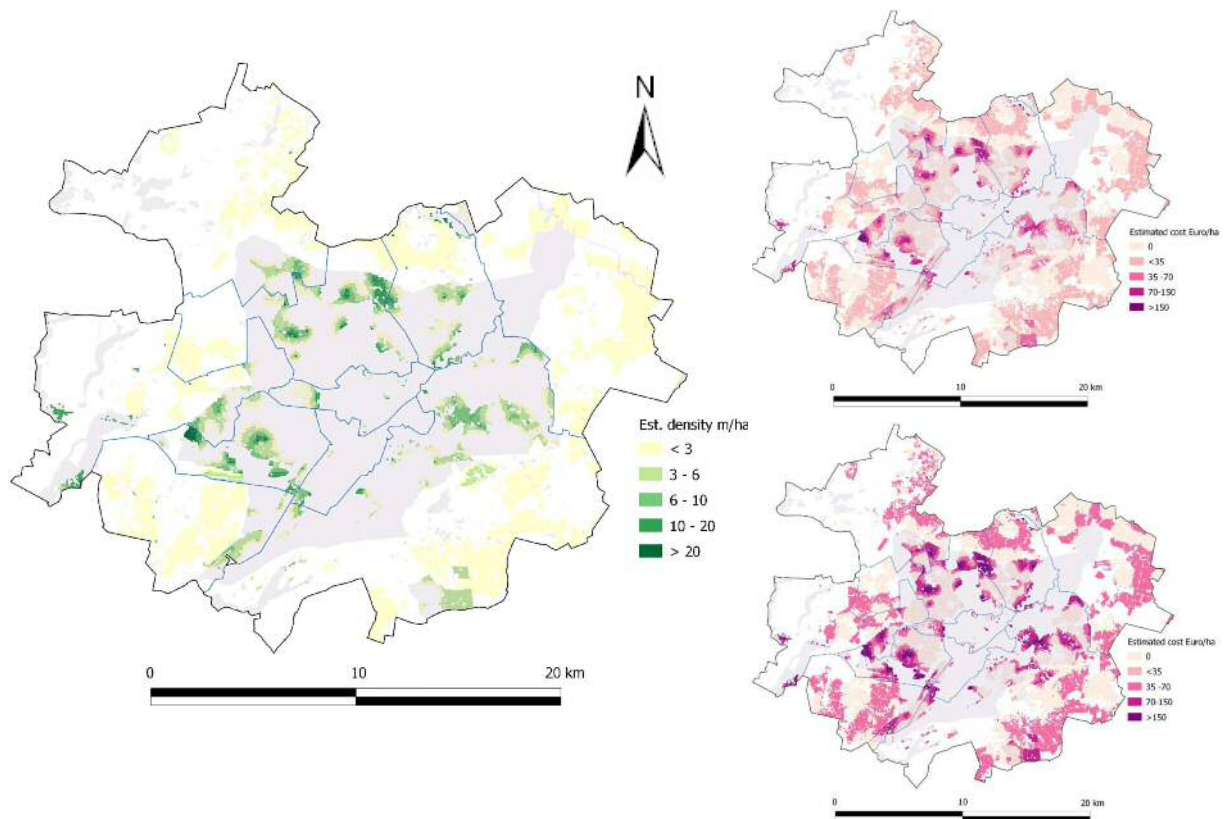 N
Est. density m/ha
< 3
3 - 6
6 - 10
10 - 20
> 20
0 10 20 km
Estimated cost Euro/ha
0
<35
35 -70
70-150
>150
0 10 20 km
Estimated cost Euro/ha
0
<35
35 -70
70-150
>150
0 10 20 km